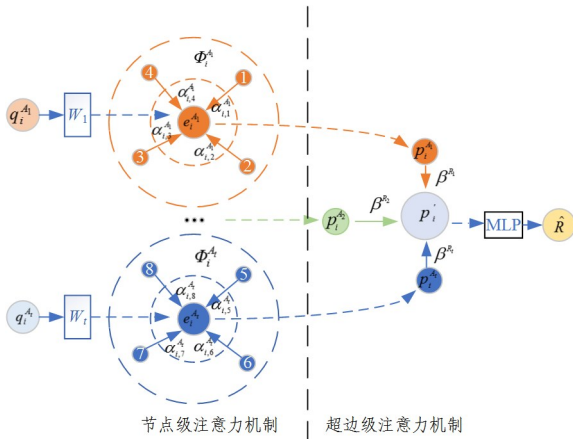 Φ_i^{A_1}
4
1
α_{i,4}^{A_1}
α_{i,1}^{A_1}
q_i^{A_1}
W_1
e_i^{A_1}
α_{i,3}^{A_1}
α_{i,2}^{A_1}
3
2
p_i^{A_1}
β^{R_1}
...
p_i^{A_2}
β^{R_2}
p_i^{'}
MLP
R̂
β^{R_t}
p_i^{A_t}
Φ_i^{A_t}
8
5
α_{i,8}^{A_t}
α_{i,5}^{A_t}
q_i^{A_t}
W_t
e_i^{A_t}
α_{i,7}^{A_t}
α_{i,6}^{A_t}
7
6
节点级注意力机制
超边级注意力机制